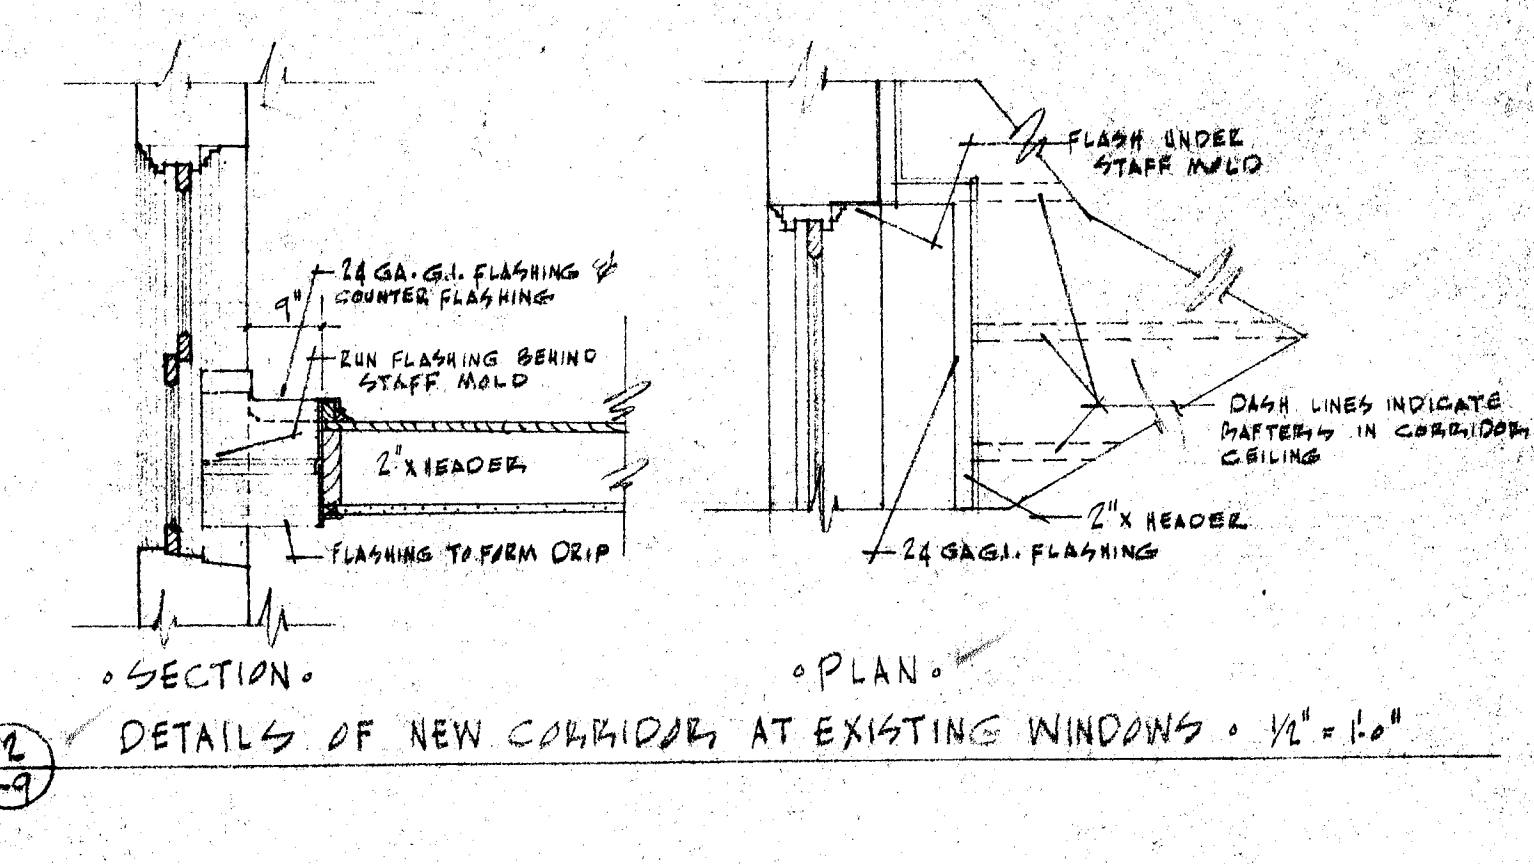 24 GA. G.I. FLASHING &
COUNTER FLASHING
9"
RUN FLASHING BEHIND
STAFF MOLD
2"X HEADER
FLASHING TO FORM DRIP
FLASH UNDER
STAFF MOLD
DASH LINES INDICATE
RAFTERS IN CORRIDOR
CEILING
2"X HEADER
24 GA G.I. FLASHING
SECTION
PLAN
2
-9
DETAILS OF NEW CORRIDOR AT EXISTING WINDOWS • 1/2" = 1'-0"